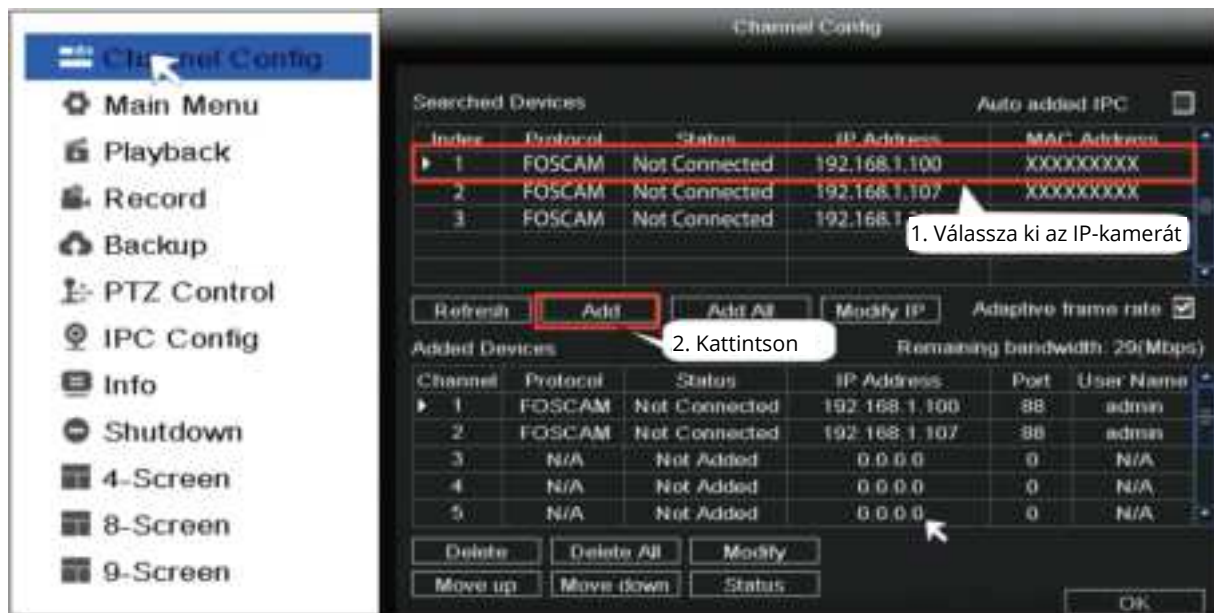 Channel Config
Main Menu
Playback
Record
Backup
PTZ Control
IPC Config
Info
Shutdown
4-Screen
8-Screen
9-Screen
Channel Config
Searched Devices Auto added IPC
Index Protocol Status IP Address MAC Address
1 FOSCAM Not Connected 192.168.1.100 XXXXXXXXX
2 FOSCAM Not Connected 192.168.1.107 XXXXXXXXX
3 FOSCAM Not Connected 192.168.1.
1. Válassza ki az IP-kamerát
Refresh Add Add All Modify IP Adaptive frame rate
2. Kattintson
Added Devices Remaining bandwidth: 29(Mbps)
Channel Protocol Status IP Address Port User Name
1 FOSCAM Not Connected 192.168.1.100 88 admin
2 FOSCAM Not Connected 192.168.1.107 88 admin
3 N/A Not Added 0.0.0.0 0 N/A
4 N/A Not Added 0.0.0.0 0 N/A
5 N/A Not Added 0.0.0.0 0 N/A
Delete Delete All Modify
Move up Move down Status
OK